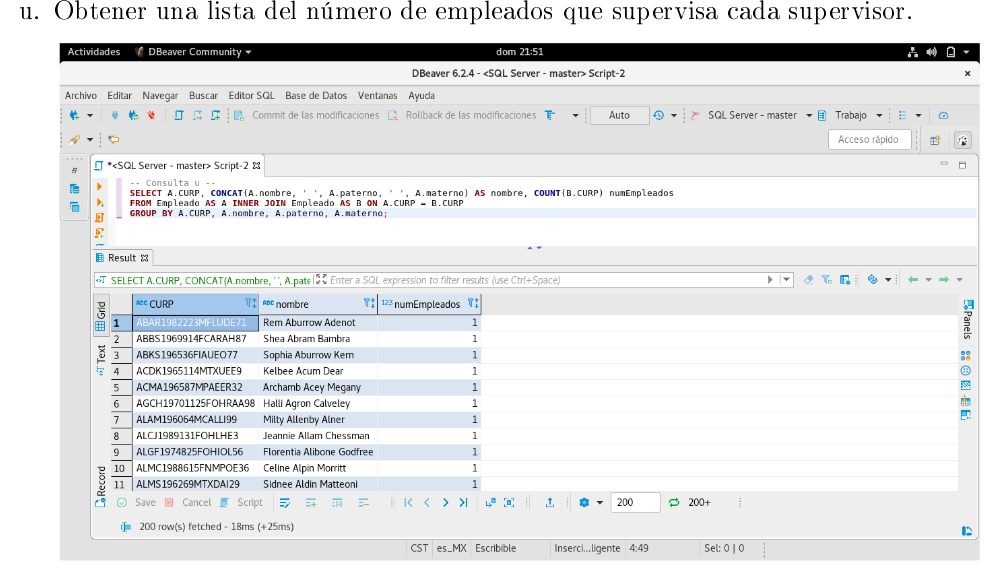 u. Obtener una lista del número de empleados que supervisa cada supervisor.
Actividades DBeaver Community dom 21:51
DBeaver 6.2.4 - <SQL Server - master> Script-2
Archivo Editar Navegar Buscar Editor SQL Base de Datos Ventanas Ayuda
Commit de las modificaciones Rollback de las modificaciones Auto SQL Server - master Trabajo
Acceso rápido
*<SQL Server - master> Script-2
-- Consulta u --
SELECT A.CURP, CONCAT(A.nombre, ' ', A.paterno, ' ', A.materno) AS nombre, COUNT(B.CURP) numEmpleados
FROM Empleado AS A INNER JOIN Empleado AS B ON A.CURP = B.CURP
GROUP BY A.CURP, A.nombre, A.paterno, A.materno;
Result
SELECT A.CURP, CONCAT(A.nombre, ' ', A.pate Enter a SQL expression to filter results (use Ctrl+Space)
Grid
Text
Record
Panels
ABC CURP ABC nombre 123 numEmpleados
1 ABAR1982223MFLUDE71 Rem Aburrow Adenot 1
2 ABBS1969914FCARAH87 Shea Abram Bambra 1
3 ABKS196536FIAUEO77 Sophia Aburrow Kern 1
4 ACDK1965114MTXUEE9 Kelbee Acum Dear 1
5 ACMA196587MPAEER32 Archamb Acey Megany 1
6 AGCH19701125FOHRAA98 Halli Agron Calveley 1
7 ALAM196064MCALLI99 Milty Allenby Alner 1
8 ALCJ1989131FOHLHE3 Jeannie Allam Chessman 1
9 ALGF1974825FOHIOL56 Florentia Alibone Godfree 1
10 ALMC1988615FNMPOE36 Celine Alpin Morritt 1
11 ALMS196269MTXDAI29 Sidnee Aldin Matteoni 1
Save Cancel Script 200 200+
200 row(s) fetched - 18ms (+25ms)
CST es_MX Escribible Inserci...ligente 4:49 Sel: 0 | 0